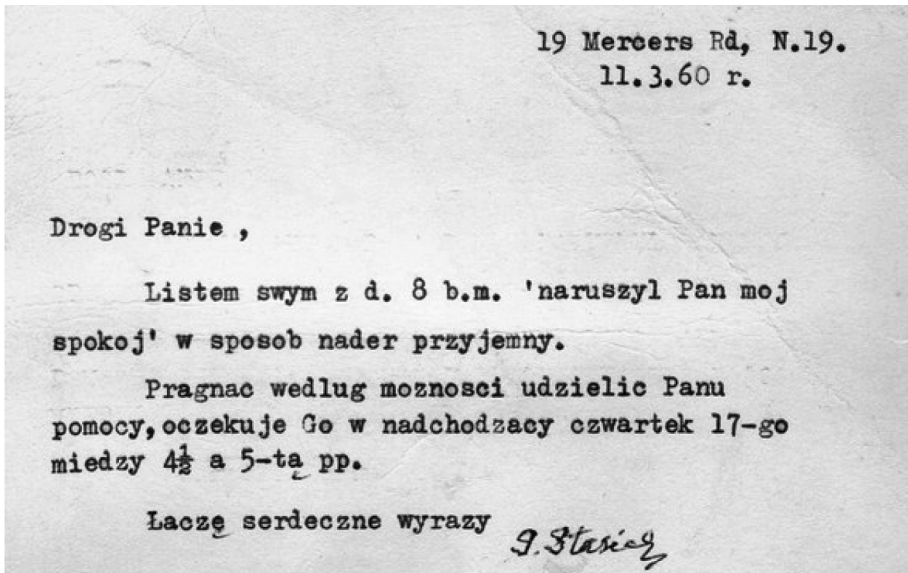 19 Mercers Rd, N.19.
11.3.60 r.
Drogi Panie ,
Listem swym z d. 8 b.m. 'naruszyl Pan moj
spokoj' w sposob nader przyjemny.
Pragnac wedlug moznosci udzielic Panu
pomocy,oczekuje Go w nadchodzacy czwartek 17-go
miedzy 4½ a 5-tą pp.
Łaczę serdeczne wyrazy